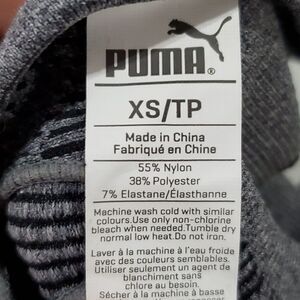 PUMA®
XS/TP
Made in China
Fabriqué en Chine
55% Nylon
38% Polyester
7% Elastane/Élasthanne
Machine wash cold with similar
colours.Use only non-chlorine
bleach when needed.Tumble dry
normal low heat.Do not iron.
Laver à la machine à l'eau froide
avec des couleurs semblables.
Utiliser seulement un agent de
blanchiment sans
chlore au besoin.
Sécher à la machine à basse